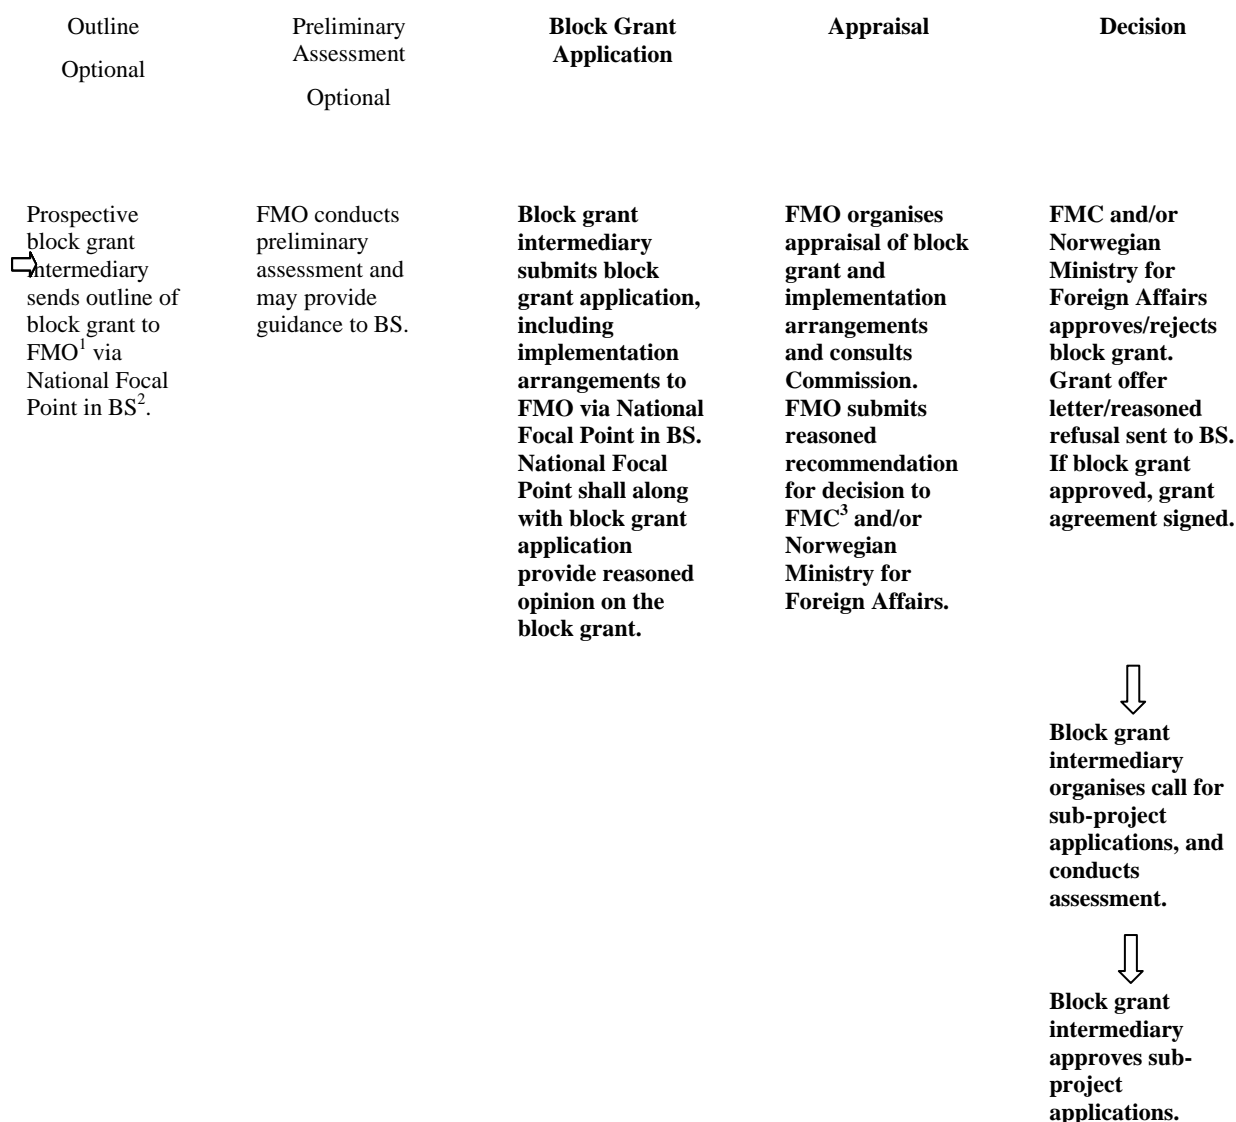 Outline
Optional
Preliminary
Assessment
Optional
Block Grant
Application
Appraisal
Decision
Prospective
block grant
intermediary
sends outline of
block grant to
FMO1 via
National Focal
Point in BS2.
FMO conducts
preliminary
assessment and
may provide
guidance to BS.
Block grant
intermediary
submits block
grant application,
including
implementation
arrangements to
FMO via National
Focal Point in BS.
National Focal
Point shall along
with block grant
application
provide reasoned
opinion on the
block grant.
FMO organises
appraisal of block
grant and
implementation
arrangements
and consults
Commission.
FMO submits
reasoned
recommendation
for decision to
FMC3 and/or
Norwegian
Ministry for
Foreign Affairs.
FMC and/or
Norwegian
Ministry for
Foreign Affairs
approves/rejects
block grant.
Grant offer
letter/reasoned
refusal sent to BS.
If block grant
approved, grant
agreement signed.
Block grant
intermediary
organises call for
sub-project
applications, and
conducts
assessment.
Block grant
intermediary
approves sub-
project
applications.